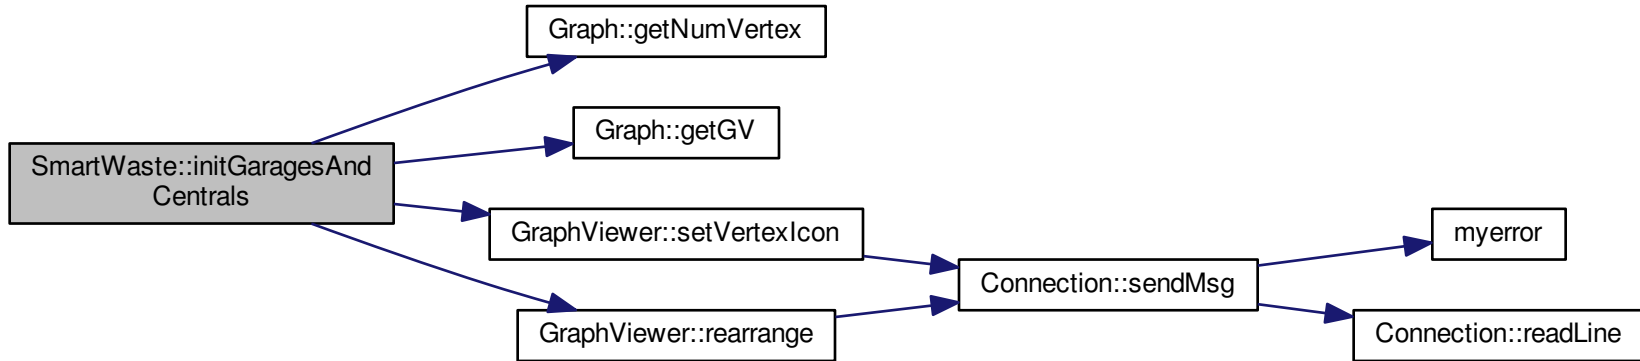 Graph::getNumVertex
Graph::getGV
SmartWaste::initGaragesAnd
Centrals
GraphViewer::setVertexIcon
GraphViewer::rearrange
Connection::sendMsg
myerror
Connection::readLine